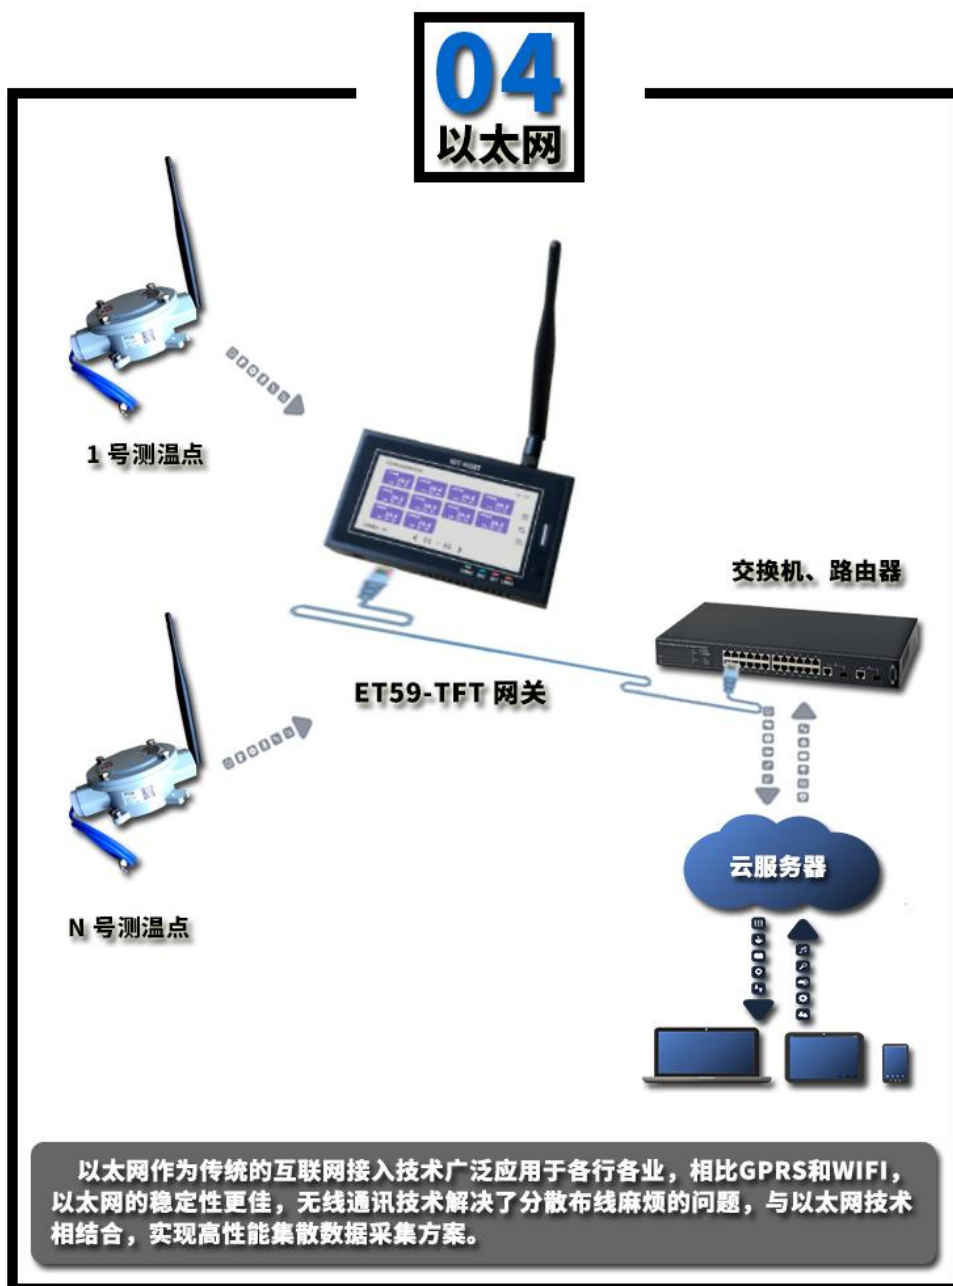 04
以太网
1 号测温点
交换机、路由器
ET59-TFT 网关
云服务器
N 号测温点
以太网作为传统的互联网接入技术广泛应用于各行各业，相比GPRS和WIFI，
以太网的稳定性更佳，无线通讯技术解决了分散布线麻烦的问题，与以太网技术
相结合，实现高性能集散数据采集方案。